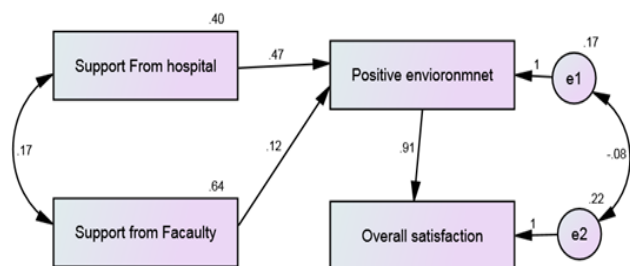 .40
.17
Support From hospital
.47
Positive envioronmnet
1
e1
.17
.12
.91
-.08
.64
.22
Support from Facaulty
Overall satisfaction
1
e2